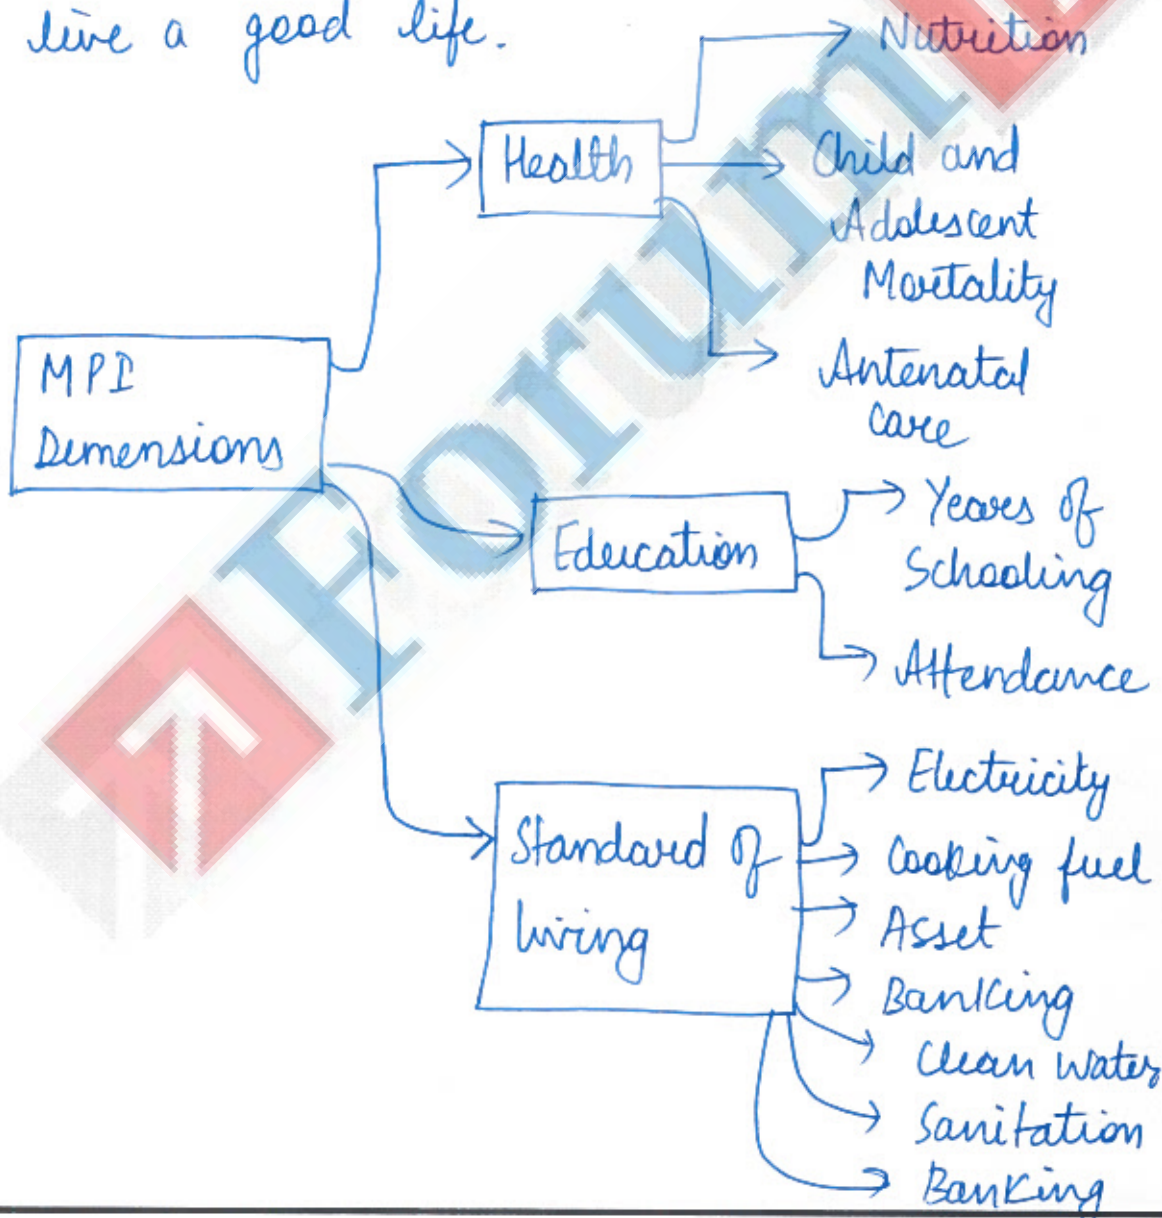 live a good life.
Nutrition
Health
Child and
Adolescent
Mortality
MPI
Dimensions
Antenatal
care
Education
Years of
Schooling
Attendance
Standard of
living
Electricity
Cooking fuel
Asset
Banking
Clean water
Sanitation
Banking
Forum